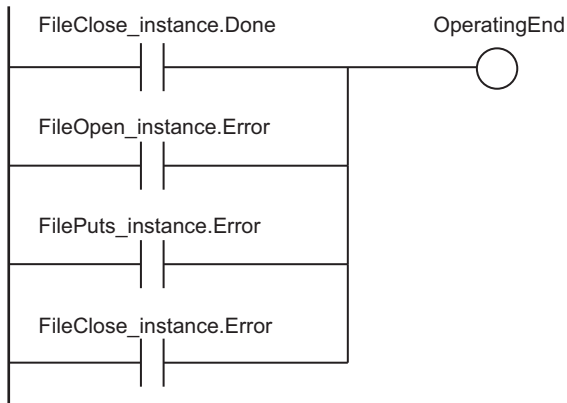 FileClose_instance.Done
OperatingEnd
FileOpen_instance.Error
FilePuts_instance.Error
FileClose_instance.Error